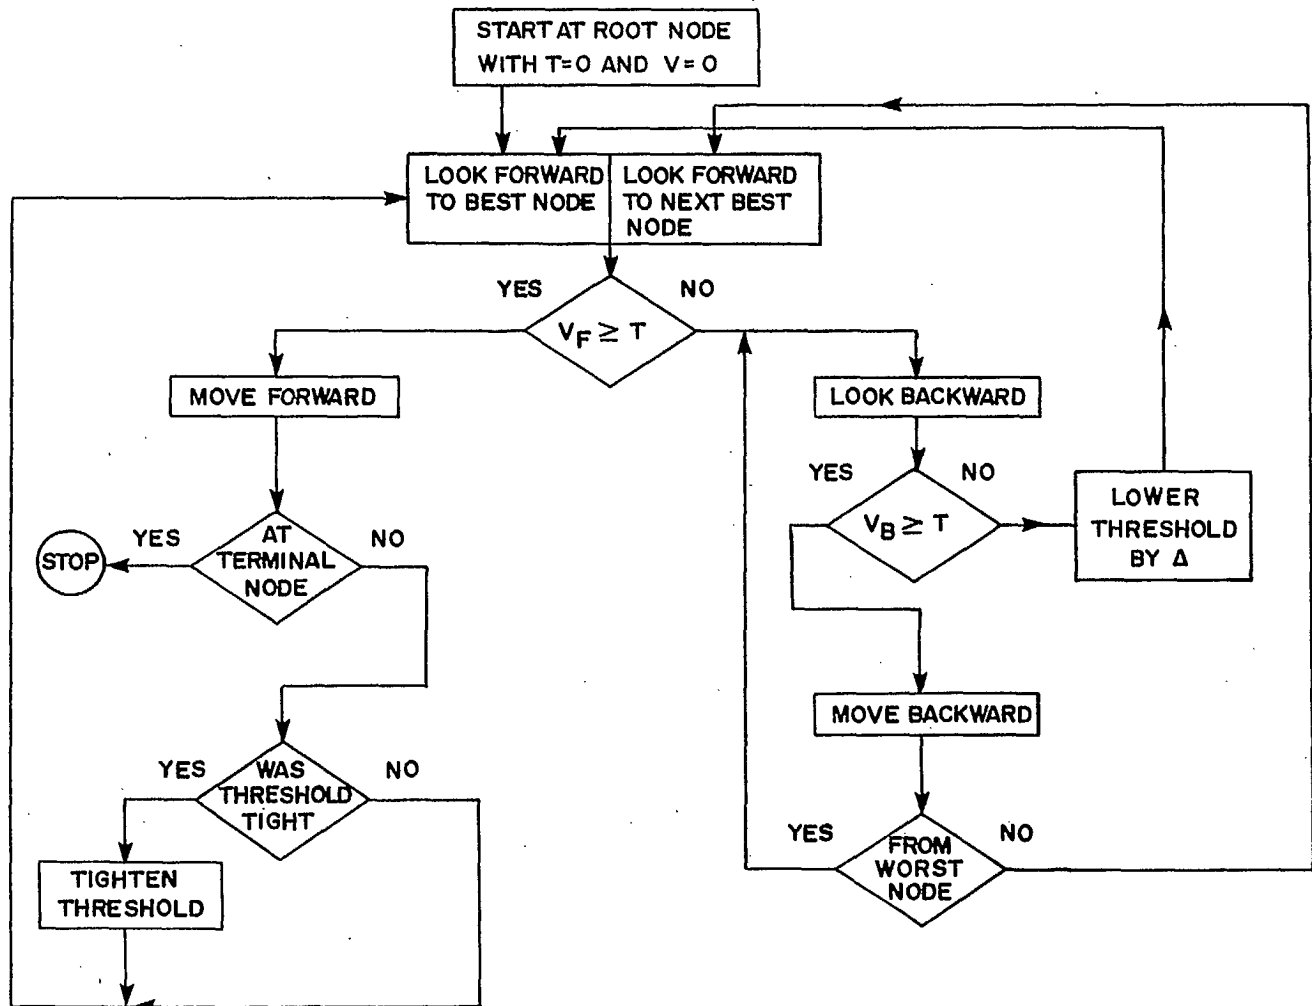 START AT ROOT NODE
WITH T=0 AND V=0
LOOK FORWARD
TO BEST NODE
LOOK FORWARD
TO NEXT BEST
NODE
YES
NO
V_F ≥ T
MOVE FORWARD
LOOK BACKWARD
YES
NO
V_B ≥ T
LOWER
THRESHOLD
BY Δ
STOP
YES
AT
TERMINAL
NODE
NO
MOVE BACKWARD
YES
WAS
THRESHOLD
TIGHT
NO
YES
FROM
WORST
NODE
NO
TIGHTEN
THRESHOLD